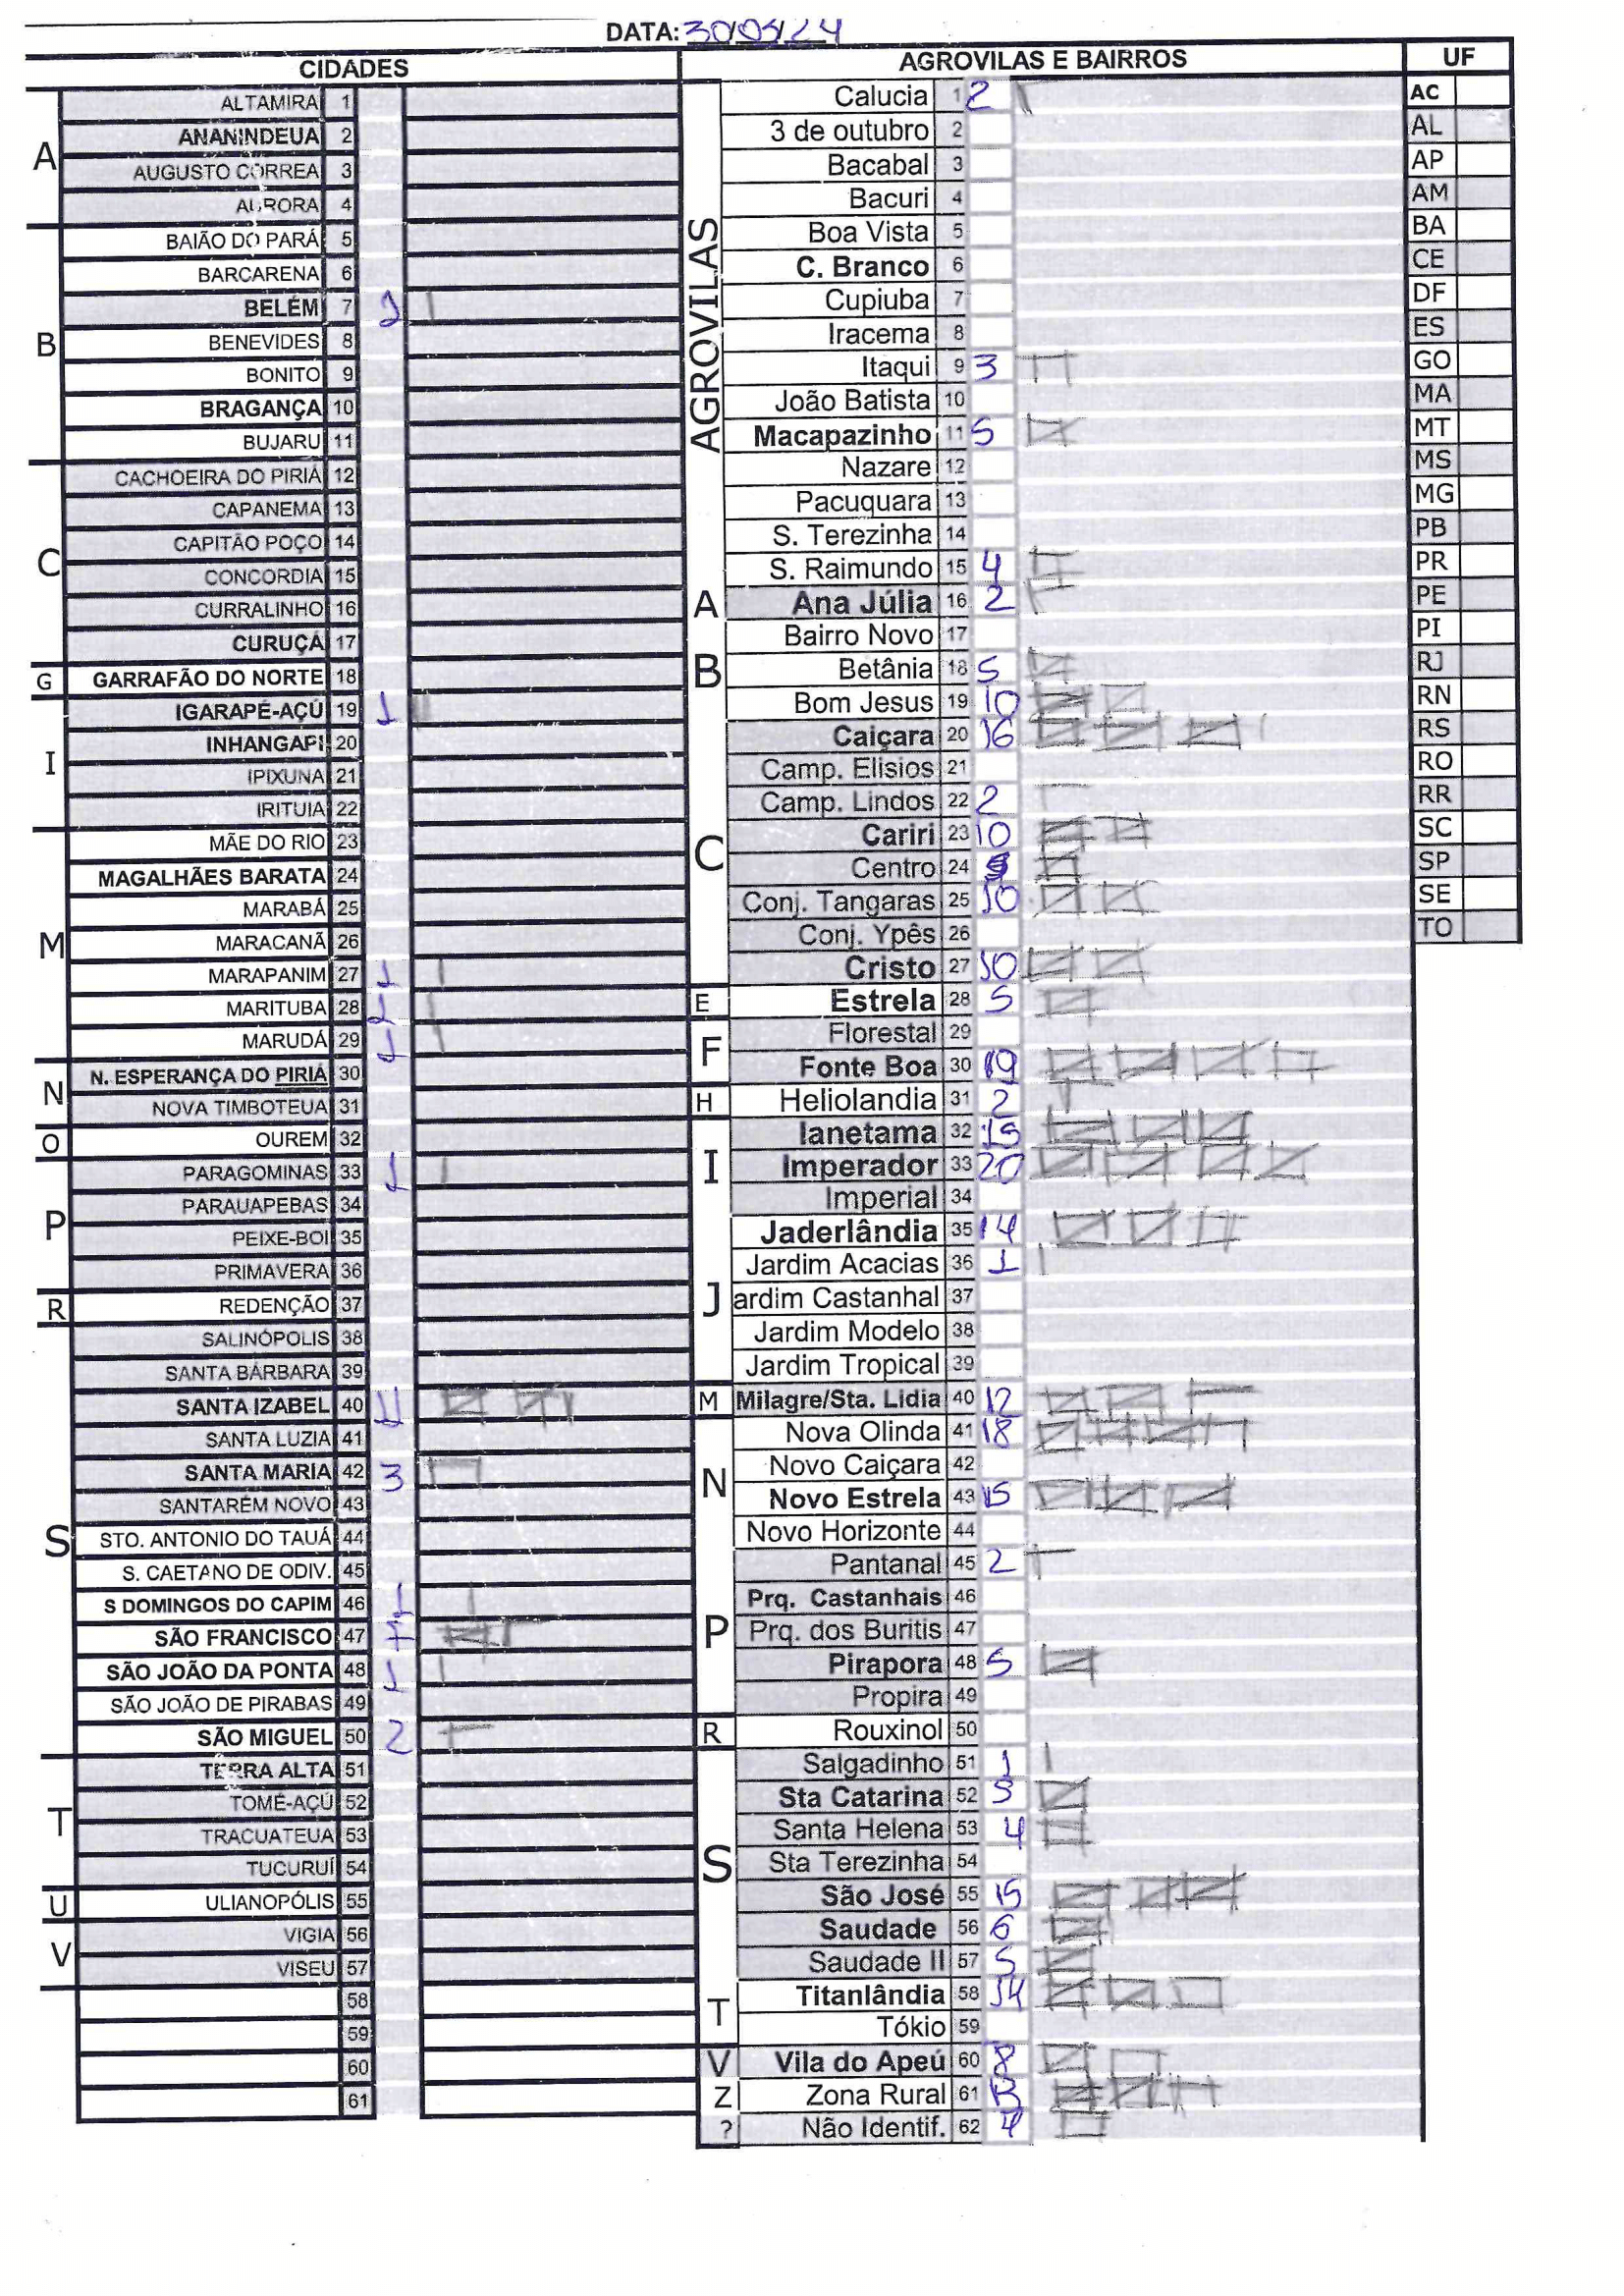 DATA: 30/03/24
CIDADES
A
ALTAMIRA 1
ANANINDEUA 2
AUGUSTO CORREA 3
AURORA 4
B
BAIÃO DO PARÁ 5
BARCARENA 6
BELÉM 7
BENEVIDES 8
BONITO 9
BRAGANÇA 10
BUJARU 11
C
CACHOEIRA DO PIRIÁ 12
CAPANEMA 13
CAPITÃO POÇO 14
CONCORDIA 15
CURRALINHO 16
CURUÇÁ 17
G
GARRAFÃO DO NORTE 18
I
IGARAPÉ-AÇÚ 19 1
INHANGAPI 20
IPIXUNA 21
IRITUIA 22
M
MÃE DO RIO 23
MAGALHÃES BARATA 24
MARABÁ 25
MARACANÃ 26
MARAPANIM 27 1
MARITUBA 28
MARUDÁ 29 1
N
N. ESPERANÇA DO PIRIÁ 30
NOVA TIMBOTEUA 31
O
OUREM 32
P
PARAGOMINAS 33 1
PARAUAPEBAS 34
PEIXE-BOI 35
PRIMAVERA 36
R
REDENÇÃO 37
S
SALINÓPOLIS 38
SANTA BÁRBARA 39
SANTA IZABEL 40 11
SANTA LUZIA 41
SANTA MARIA 42 3
SANTARÉM NOVO 43
STO. ANTONIO DO TAUÁ 44
S. CAETANO DE ODIV. 45
S DOMINGOS DO CAPIM 46 1
SÃO FRANCISCO 47 7
SÃO JOÃO DA PONTA 48 1
SÃO JOÃO DE PIRABAS 49
SÃO MIGUEL 50 2
T
TERRA ALTA 51
TOMÉ-AÇÚ 52
TRACUATEUA 53
TUCURUÍ 54
U
ULIANOPÓLIS 55
V
VIGIA 56
VISEU 57
58
59
60
61
AGROVILAS E BAIRROS
AGROVILAS
Calucia 1 2
3 de outubro 2
Bacabal 3
Bacuri 4
Boa Vista 5
C. Branco 6
Cupiuba 7
Iracema 8
Itaqui 9 3
João Batista 10
Macapazinho 11 5
Nazare 12
Pacuquara 13
S. Terezinha 14
S. Raimundo 15 4
A
Ana Júlia 16 2
B
Bairro Novo 17
Betânia 18 5
Bom Jesus 19 10
C
Caiçara 20 16
Camp. Elisios 21
Camp. Lindos 22 2
Cariri 23 10
Centro 24
Conj. Tangaras 25 10
Conj. Ypês 26
Cristo 27 10
E
Estrela 28 5
F
Florestal 29
Fonte Boa 30 19
H
Heliolandia 31 2
I
Ianetama 32 15
Imperador 33 20
Imperial 34
J
Jaderlândia 35 14
Jardim Acacias 36 1
ardim Castanhal 37
Jardim Modelo 38
Jardim Tropical 39
M
Milagre/Sta. Lidia 40 12
N
Nova Olinda 41 18
Novo Caiçara 42
Novo Estrela 43 15
Novo Horizonte 44
P
Pantanal 45 2
Prq. Castanhais 46
Prq. dos Buritis 47
Pirapora 48 5
Propira 49
R
Rouxinol 50
S
Salgadinho 51 1
Sta Catarina 52 5
Santa Helena 53 4
Sta Terezinha 54
São José 55 15
Saudade 56 6
Saudade II 57 5
T
Titanlândia 58 14
Tókio 59
V
Vila do Apeú 60 8
Z
Zona Rural 61 13
?
Não Identif. 62 4
UF
AC
AL
AP
AM
BA
CE
DF
ES
GO
MA
MT
MS
MG
PB
PR
PE
PI
RJ
RN
RS
RO
RR
SC
SP
SE
TO